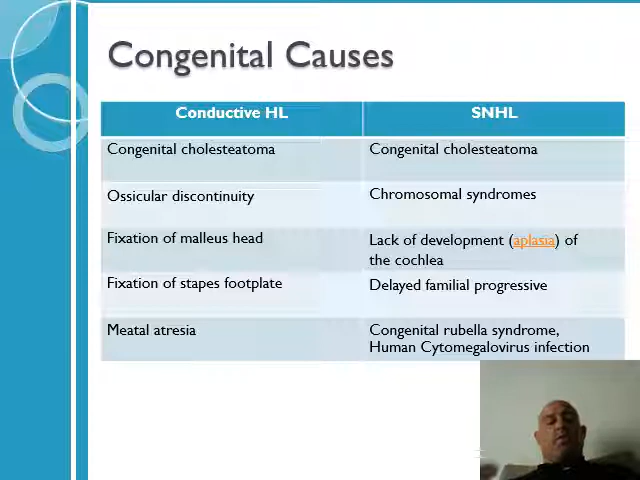 Congenital Causes
Conductive HL
SNHL
Congenital cholesteatoma
Congenital cholesteatoma
Ossicular discontinuity
Chromosomal syndromes
Fixation of malleus head
Lack of development (aplasia) of
the cochlea
Fixation of stapes footplate
Delayed familial progressive
Meatal atresia
Congenital rubella syndrome,
Human Cytomegalovirus infection